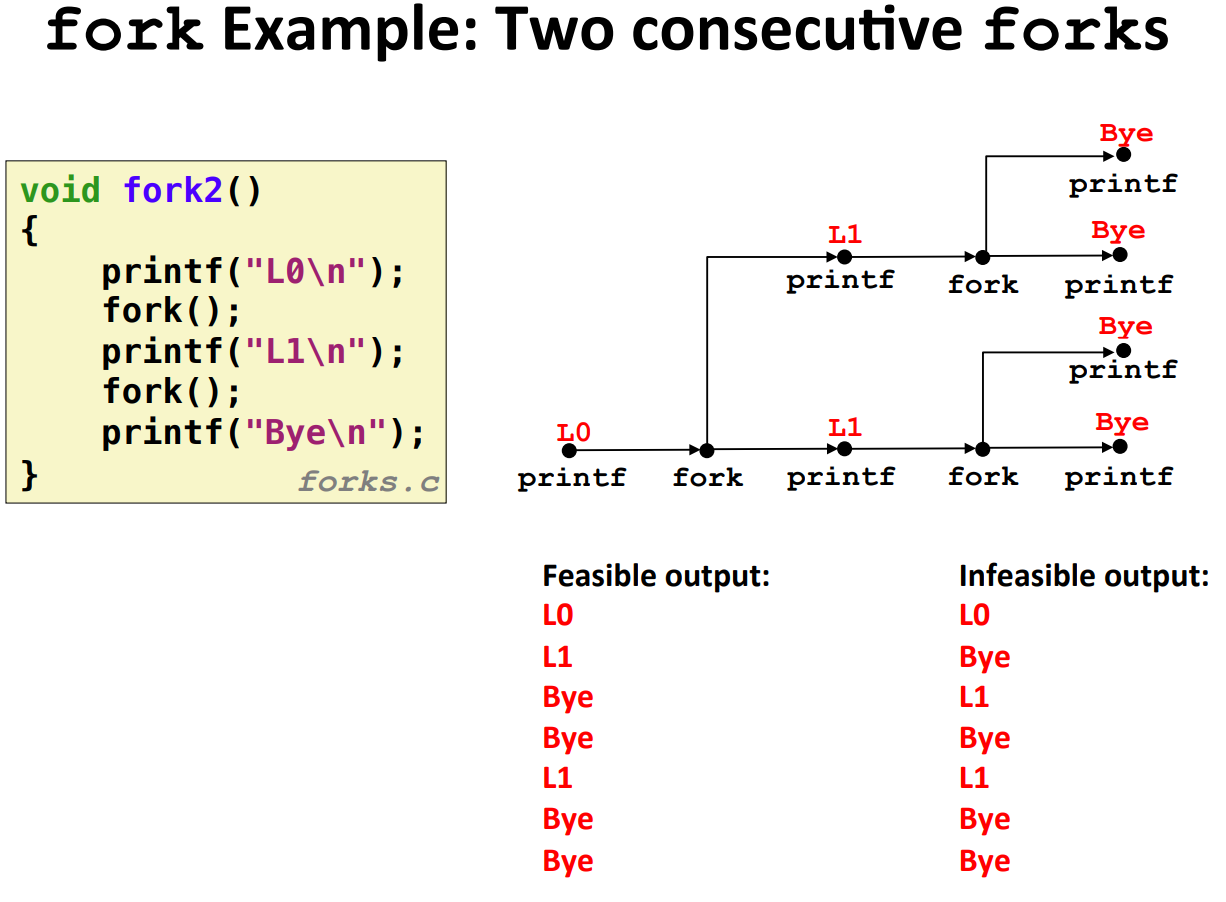 fork Example: Two consecutive forks
void fork2()
{
    printf("L0\n");
    fork();
    printf("L1\n");
    fork();
    printf("Bye\n");
}
forks.c
Bye
printf
L1
Bye
printf
fork
printf
Bye
printf
L0
L1
Bye
printf
fork
printf
fork
printf
Feasible output:
L0
L1
Bye
Bye
L1
Bye
Bye
Infeasible output:
L0
Bye
L1
Bye
L1
Bye
Bye